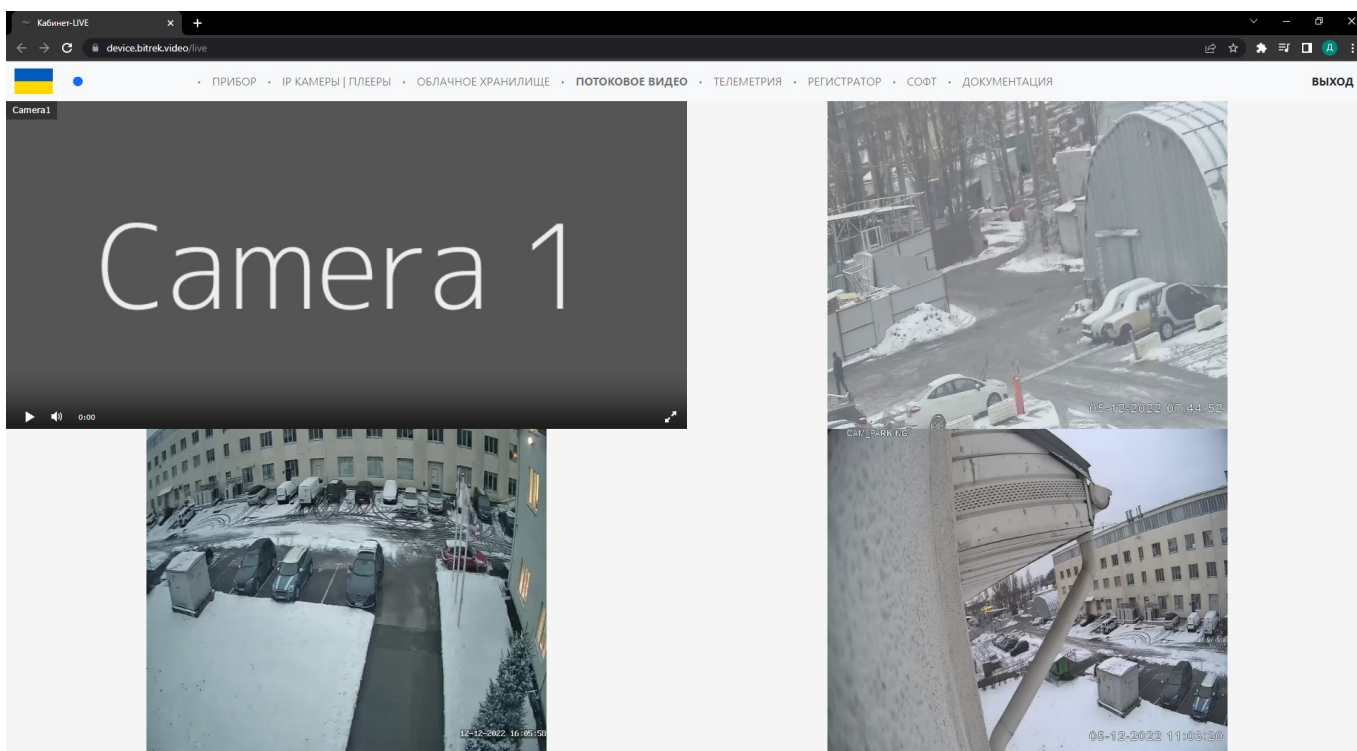 Кабинет-LIVE
device.bitrek.video/live
Д
• ПРИБОР • IP КАМЕРЫ | ПЛЕЕРЫ • ОБЛАЧНОЕ ХРАНИЛИЩЕ • ПОТОКОВОЕ ВИДЕО • ТЕЛЕМЕТРИЯ • РЕГИСТРАТОР • СОФТ • ДОКУМЕНТАЦИЯ
ВЫХОД
Camera1
Camera 1
0:00
05-12-2022 07:44:52
CAM_PARKING
12-12-2022 16:05:58
05-12-2022 11:03:20